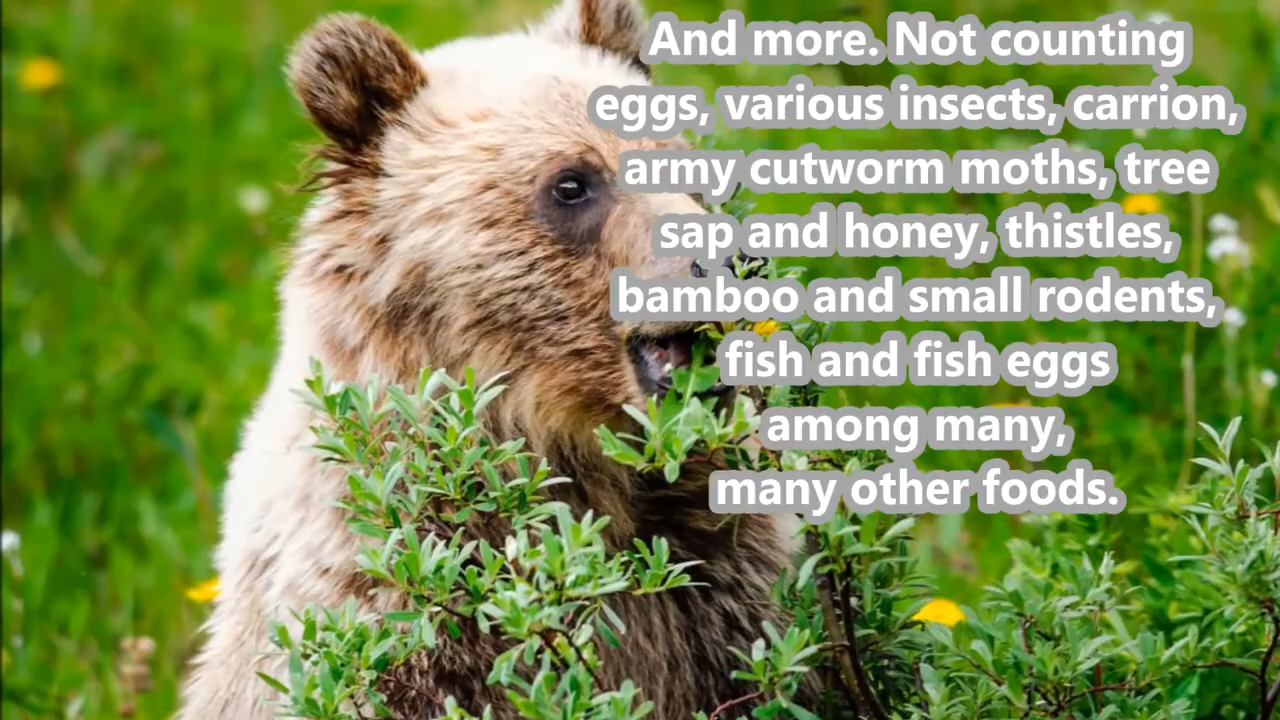 And more. Not counting
eggs, various insects, carrion,
army cutworm moths, tree
sap and honey, thistles,
bamboo and small rodents,
fish and fish eggs
among many,
many other foods.